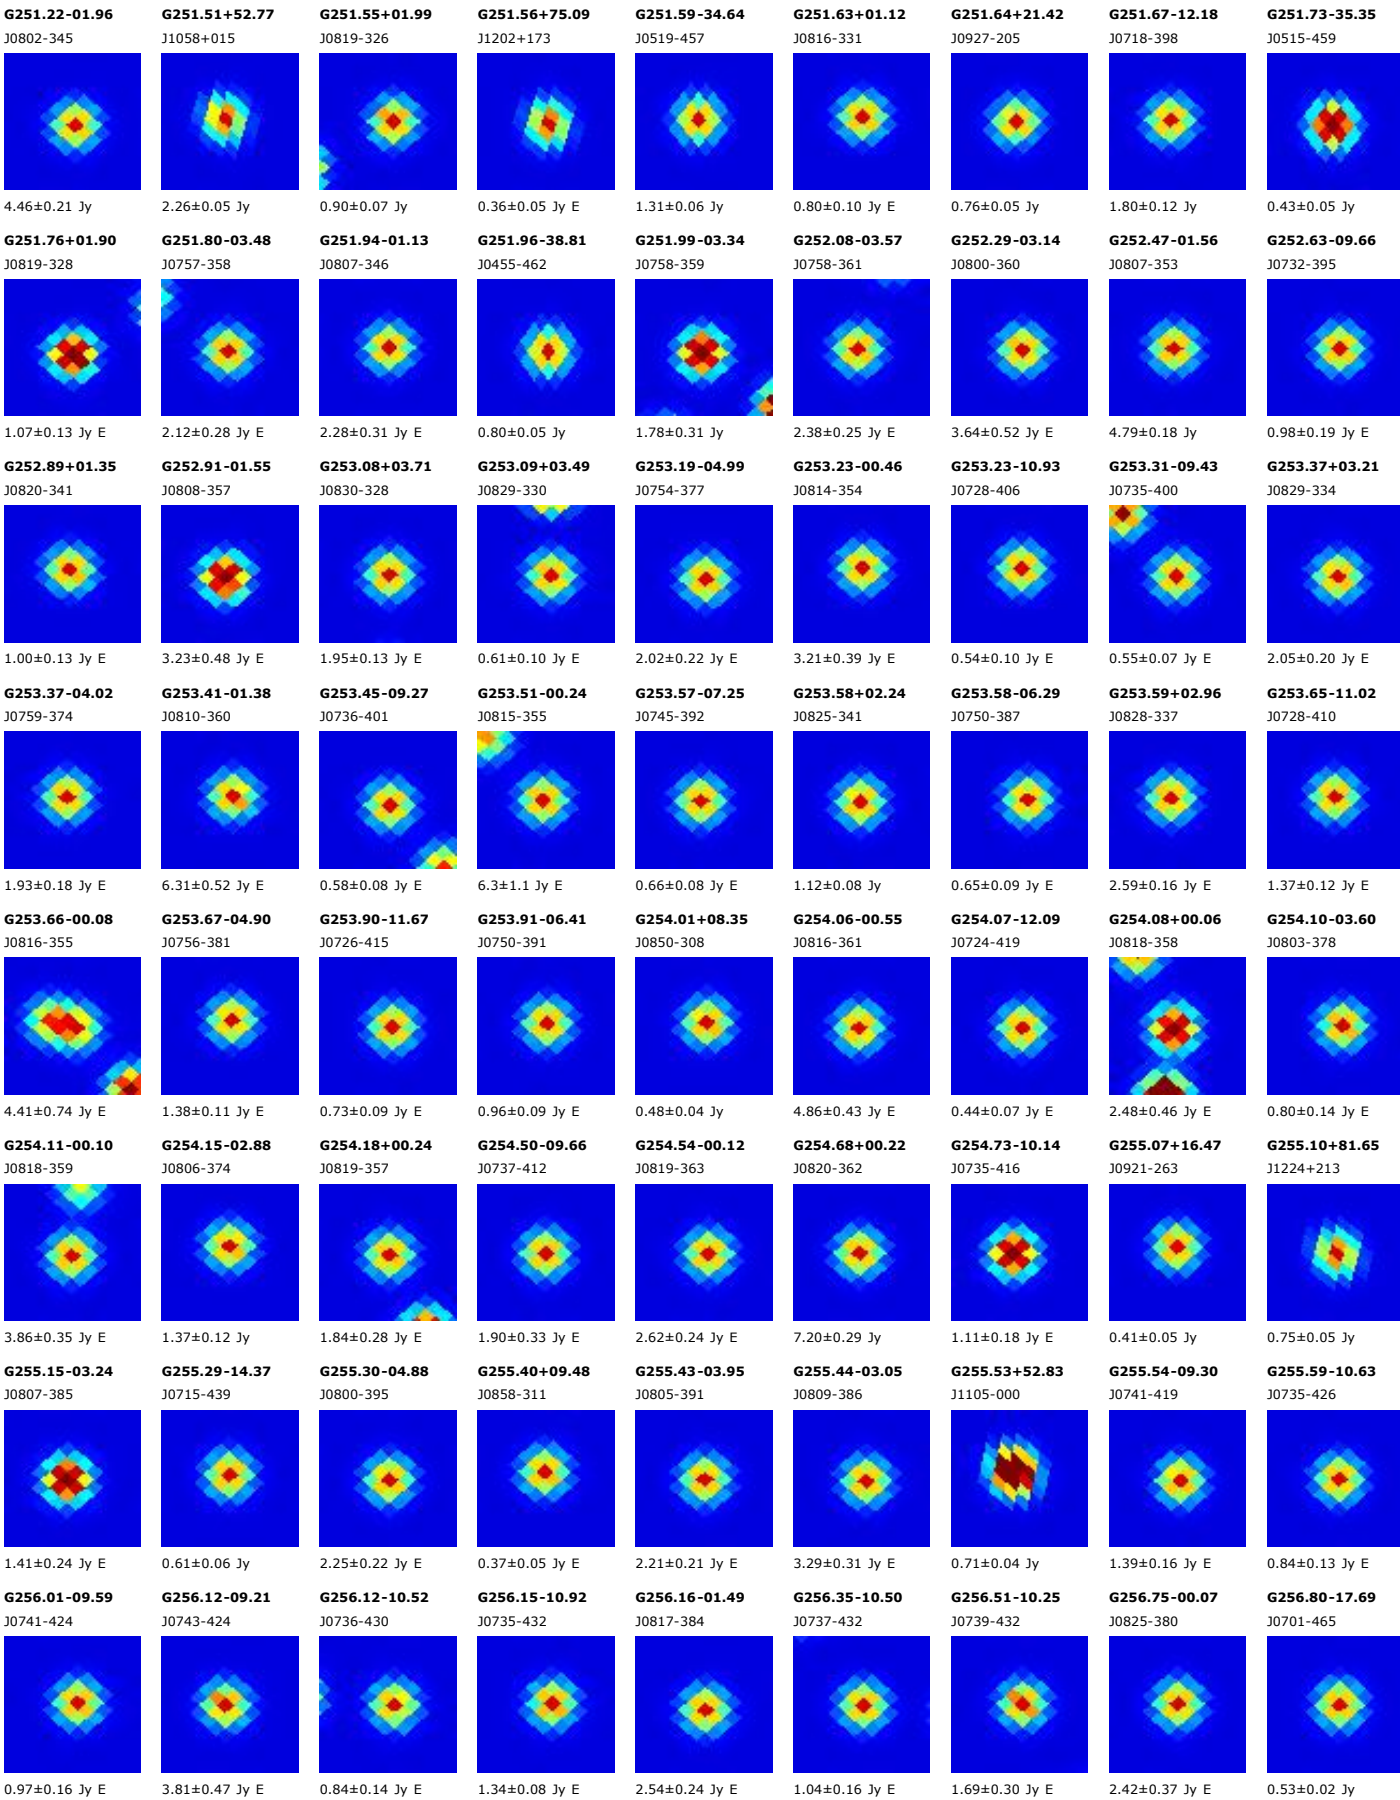 G251.22-01.96 G251.51+52.77 G251.55+01.99 G251.56+75.09 G251.59-34.64 G251.63+01.12 G251.64+21.42 G251.67-12.18 G251.73-35.35
J0802-345 J1058+015 J0819-326 J1202+173 J0519-457 J0816-331 J0927-205 J0718-398 J0515-459
4.46±0.21 Jy 2.26±0.05 Jy 0.90±0.07 Jy 0.36±0.05 Jy E 1.31±0.06 Jy 0.80±0.10 Jy E 0.76±0.05 Jy 1.80±0.12 Jy 0.43±0.05 Jy
G251.76+01.90 G251.80-03.48 G251.94-01.13 G251.96-38.81 G251.99-03.34 G252.08-03.57 G252.29-03.14 G252.47-01.56 G252.63-09.66
J0819-328 J0757-358 J0807-346 J0455-462 J0758-359 J0758-361 J0800-360 J0807-353 J0732-395
1.07±0.13 Jy E 2.12±0.28 Jy E 2.28±0.31 Jy E 0.80±0.05 Jy 1.78±0.31 Jy 2.38±0.25 Jy E 3.64±0.52 Jy E 4.79±0.18 Jy 0.98±0.19 Jy E
G252.89+01.35 G252.91-01.55 G253.08+03.71 G253.09+03.49 G253.19-04.99 G253.23-00.46 G253.23-10.93 G253.31-09.43 G253.37+03.21
J0820-341 J0808-357 J0830-328 J0829-330 J0754-377 J0814-354 J0728-406 J0735-400 J0829-334
1.00±0.13 Jy E 3.23±0.48 Jy E 1.95±0.13 Jy E 0.61±0.10 Jy E 2.02±0.22 Jy E 3.21±0.39 Jy E 0.54±0.10 Jy E 0.55±0.07 Jy E 2.05±0.20 Jy E
G253.37-04.02 G253.41-01.38 G253.45-09.27 G253.51-00.24 G253.57-07.25 G253.58+02.24 G253.58-06.29 G253.59+02.96 G253.65-11.02
J0759-374 J0810-360 J0736-401 J0815-355 J0745-392 J0825-341 J0750-387 J0828-337 J0728-410
1.93±0.18 Jy E 6.31±0.52 Jy E 0.58±0.08 Jy E 6.3±1.1 Jy E 0.66±0.08 Jy E 1.12±0.08 Jy 0.65±0.09 Jy E 2.59±0.16 Jy E 1.37±0.12 Jy E
G253.66-00.08 G253.67-04.90 G253.90-11.67 G253.91-06.41 G254.01+08.35 G254.06-00.55 G254.07-12.09 G254.08+00.06 G254.10-03.60
J0816-355 J0756-381 J0726-415 J0750-391 J0850-308 J0816-361 J0724-419 J0818-358 J0803-378
4.41±0.74 Jy E 1.38±0.11 Jy E 0.73±0.09 Jy E 0.96±0.09 Jy E 0.48±0.04 Jy 4.86±0.43 Jy E 0.44±0.07 Jy E 2.48±0.46 Jy E 0.80±0.14 Jy E
G254.11-00.10 G254.15-02.88 G254.18+00.24 G254.50-09.66 G254.54-00.12 G254.68+00.22 G254.73-10.14 G255.07+16.47 G255.10+81.65
J0818-359 J0806-374 J0819-357 J0737-412 J0819-363 J0820-362 J0735-416 J0921-263 J1224+213
3.86±0.35 Jy E 1.37±0.12 Jy 1.84±0.28 Jy E 1.90±0.33 Jy E 2.62±0.24 Jy E 7.20±0.29 Jy 1.11±0.18 Jy E 0.41±0.05 Jy 0.75±0.05 Jy
G255.15-03.24 G255.29-14.37 G255.30-04.88 G255.40+09.48 G255.43-03.95 G255.44-03.05 G255.53+52.83 G255.54-09.30 G255.59-10.63
J0807-385 J0715-439 J0800-395 J0858-311 J0805-391 J0809-386 J1105-000 J0741-419 J0735-426
1.41±0.24 Jy E 0.61±0.06 Jy 2.25±0.22 Jy E 0.37±0.05 Jy E 2.21±0.21 Jy E 3.29±0.31 Jy E 0.71±0.04 Jy 1.39±0.16 Jy E 0.84±0.13 Jy E
G256.01-09.59 G256.12-09.21 G256.12-10.52 G256.15-10.92 G256.16-01.49 G256.35-10.50 G256.51-10.25 G256.75-00.07 G256.80-17.69
J0741-424 J0743-424 J0736-430 J0735-432 J0817-384 J0737-432 J0739-432 J0825-380 J0701-465
0.97±0.16 Jy E 3.81±0.47 Jy E 0.84±0.14 Jy E 1.34±0.08 Jy E 2.54±0.24 Jy E 1.04±0.16 Jy E 1.69±0.30 Jy E 2.42±0.37 Jy E 0.53±0.02 Jy